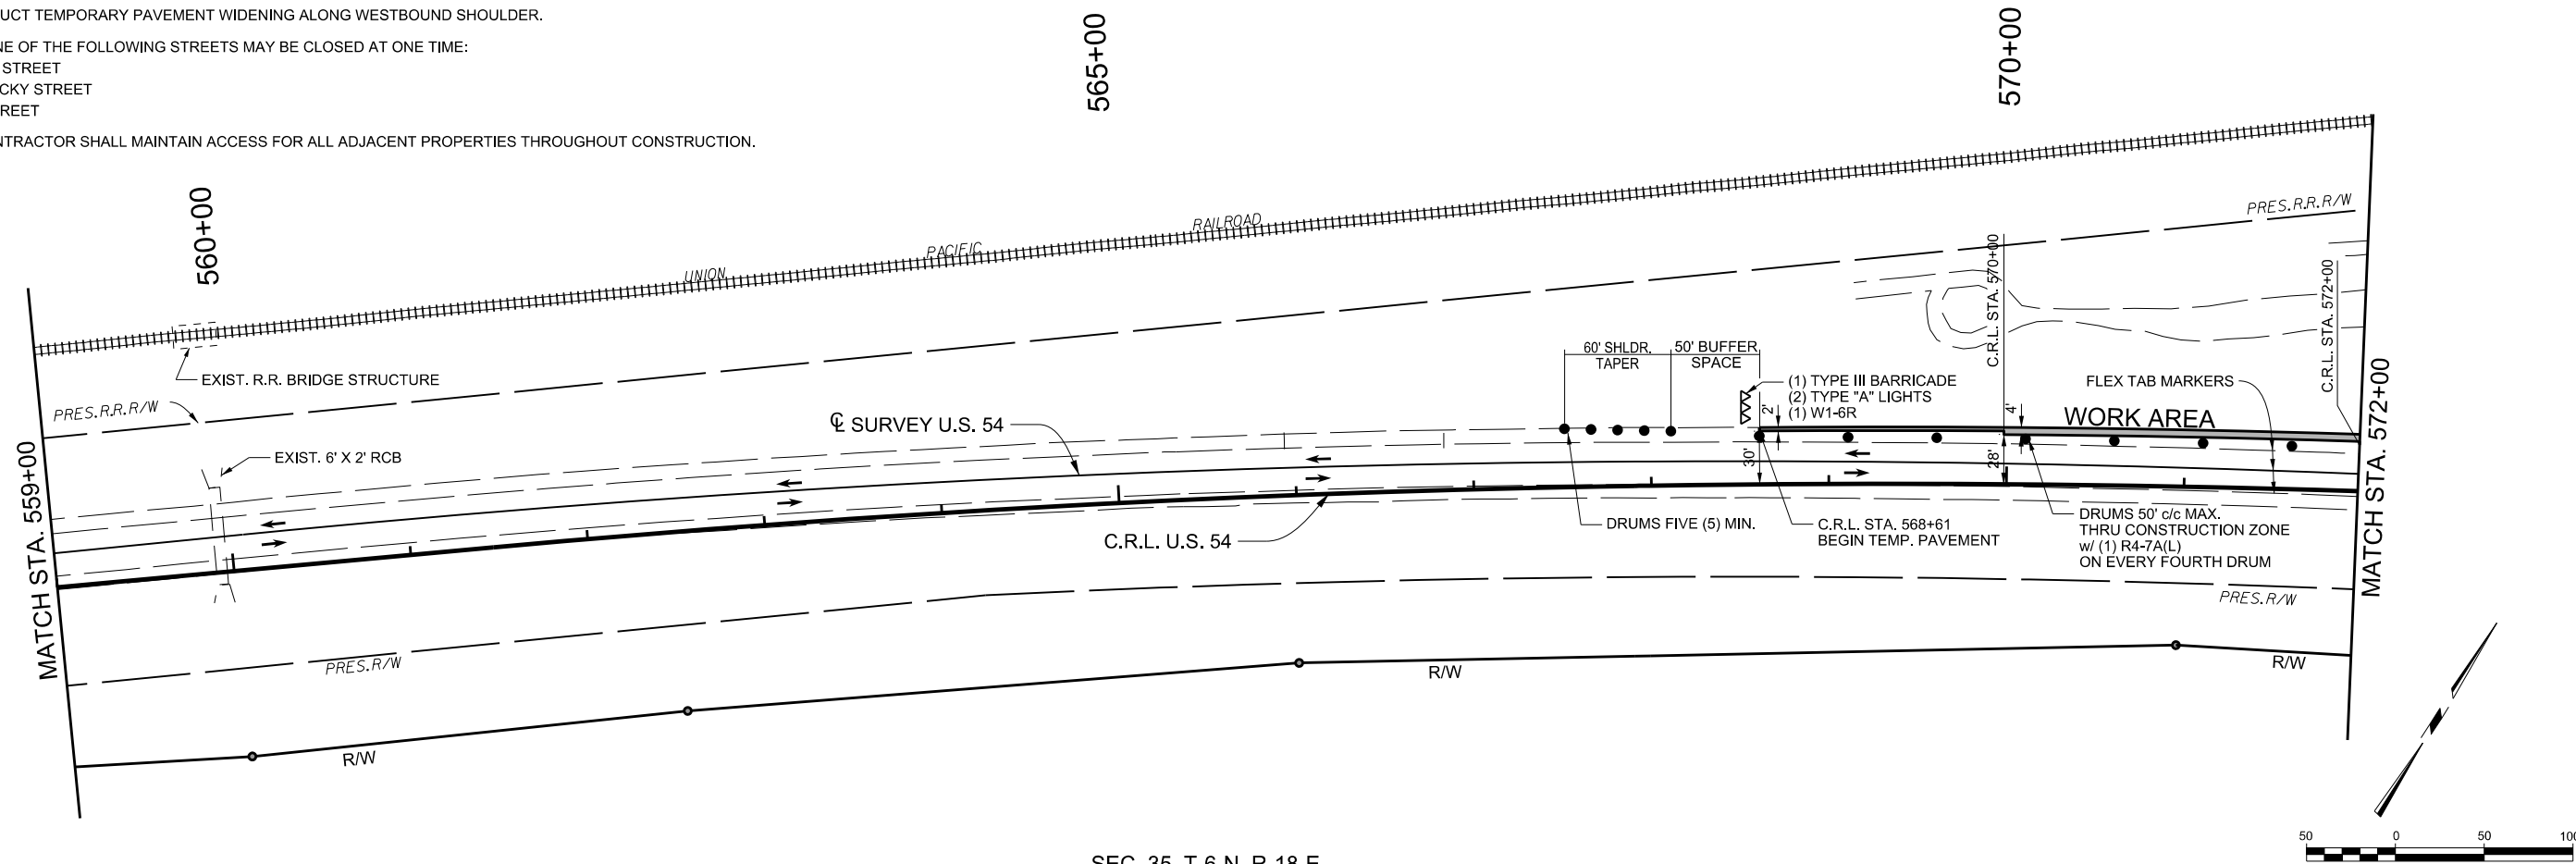 UCT TEMPORARY PAVEMENT WIDENING ALONG WESTBOUND SHOULDER.
NE OF THE FOLLOWING STREETS MAY BE CLOSED AT ONE TIME:
STREET
CKY STREET
REET
NTRACTOR SHALL MAINTAIN ACCESS FOR ALL ADJACENT PROPERTIES THROUGHOUT CONSTRUCTION.
560+00
565+00
570+00
UNION
PACIFIC
RAILROAD
PRES.R.R.R/W
EXIST. R.R. BRIDGE STRUCTURE
PRES.R.R.R/W
EXIST. 6' X 2' RCB
MATCH STA. 559+00
℄ SURVEY U.S. 54
C.R.L. U.S. 54
60' SHLDR.
TAPER
50' BUFFER
SPACE
(1) TYPE III BARRICADE
(2) TYPE "A" LIGHTS
(1) W1-6R
2'
30'
C.R.L. STA. 570+00
4'
28'
WORK AREA
FLEX TAB MARKERS
C.R.L. STA. 572+00
MATCH STA. 572+00
DRUMS FIVE (5) MIN.
C.R.L. STA. 568+61
BEGIN TEMP. PAVEMENT
DRUMS 50' c/c MAX.
THRU CONSTRUCTION ZONE
w/ (1) R4-7A(L)
ON EVERY FOURTH DRUM
PRES.R/W
PRES.R/W
R/W
R/W
R/W
50 0 50 100
SEC. 35, T-6-N, R-18-E